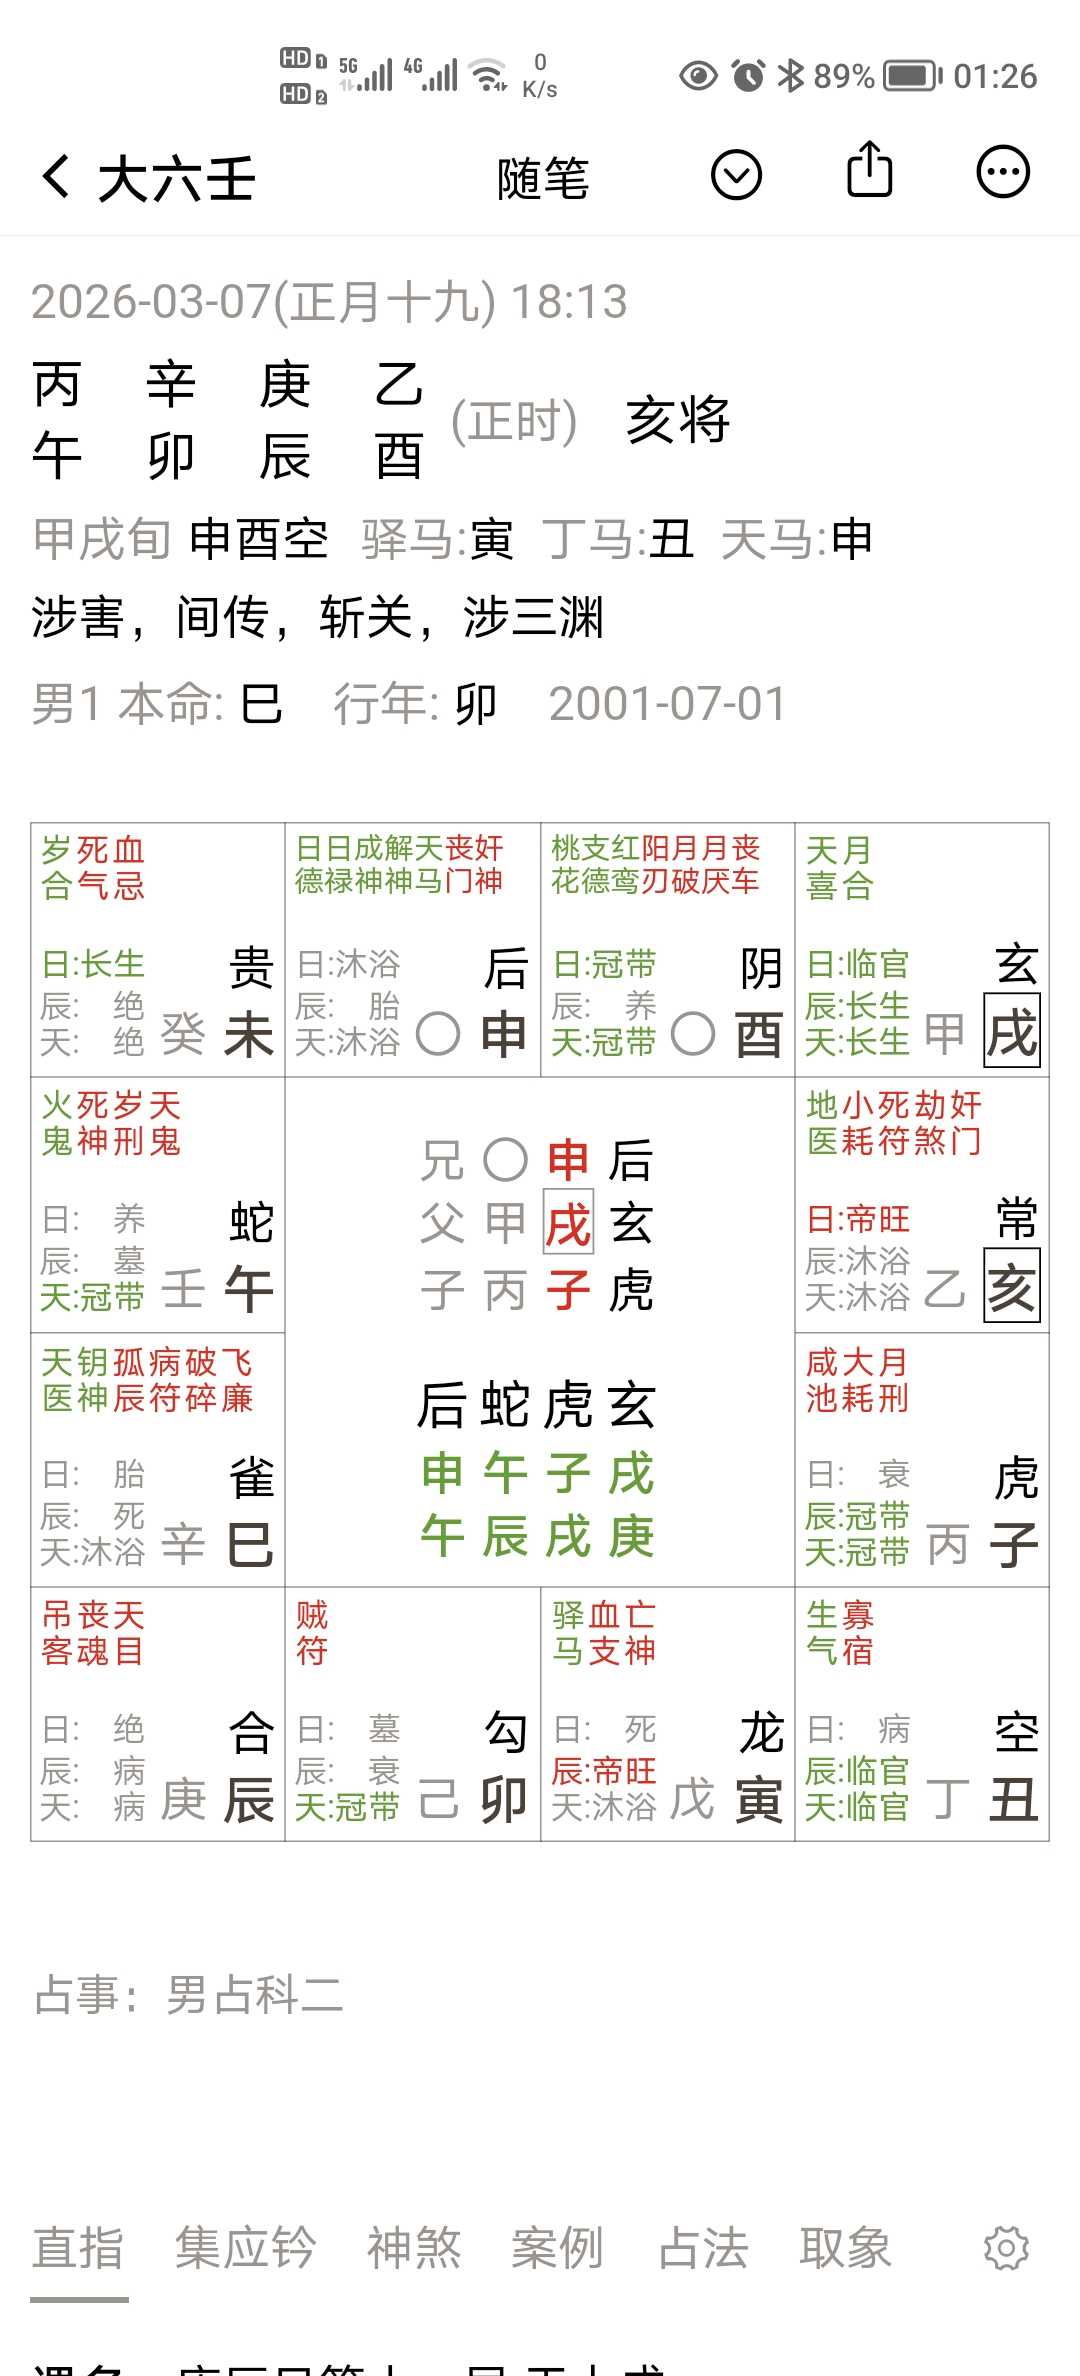 HD 1 5G 4G 0 K/s 89% 01:26
HD 2
大六壬 随笔
2026-03-07(正月十九) 18:13
丙 辛 庚 乙
午 卯 辰 酉 (正时) 亥将
甲戌旬 申酉空 驿马:寅 丁马:丑 天马:申
涉害，间传，斩关，涉三渊
男1 本命: 巳 行年: 卯 2001-07-01
岁死血
合气忌
日:长生 贵
辰: 绝
天: 绝 癸 未
日日成解天丧奸
德禄神神马门神
日:沐浴 后
辰: 胎
天:沐浴 〇 申
桃支红阳月月丧
花德鸾刃破厌车
日:冠带 阴
辰: 养
天:冠带 〇 酉
天月
喜合
日:临官 玄
辰:长生
天:长生 甲 戌
火死岁天
鬼神刑鬼
日: 养 蛇
辰: 墓
天:冠带 壬 午
兄 〇 申 后
父 甲 戌 玄
子 丙 子 虎
后 蛇 虎 玄
申 午 子 戌
午 辰 戌 庚
地小死劫奸
医耗符煞门
日:帝旺 常
辰:沐浴
天:沐浴 乙 亥
天钥孤病破飞
医神辰符碎廉
日: 胎 雀
辰: 死
天:沐浴 辛 巳
咸大月
池耗刑
日: 衰 虎
辰:冠带
天:冠带 丙 子
吊丧天
客魂目
日: 绝 合
辰: 病
天: 病 庚 辰
贼
符
日: 墓 勾
辰: 衰
天:冠带 己 卯
驿血亡
马支神
日: 死 龙
辰:帝旺
天:沐浴 戊 寅
生寡
气宿
日: 病 空
辰:临官
天:临官 丁 丑
占事: 男占科二
直指 集应钤 神煞 案例 占法 取象